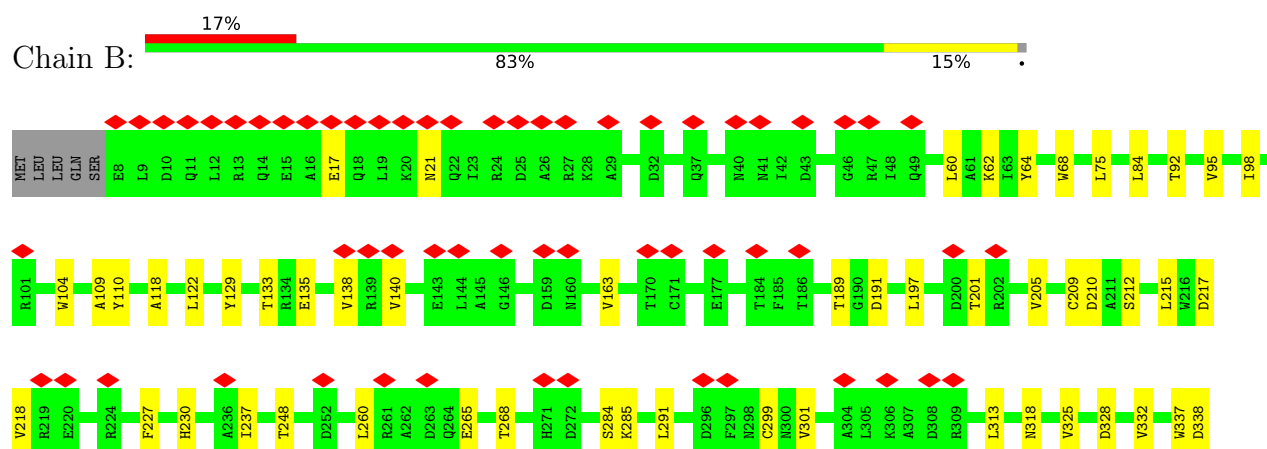 17%
Chain B:
83% 15% •
MET LEU LEU GLN SER E8 L9 D10 Q11 L12 R13 Q14 E15 A16 E17 Q18 L19 K20 N21 Q22 I23 R24 D25 A26 R27 K28 A29 D32 Q37 N40 N41 I42 D43 G46 R47 I48 Q49 L60 A61 K62 I63 Y64 W68 L75 L84 T92 V95 I98
R101 W104 A109 Y110 A118 L122 Y129 T133 R134 E135 V138 R139 V140 E143 L144 A145 G146 D159 N160 V163 T170 C171 E177 T184 F185 T186 T189 G190 D191 L197 D200 T201 R202 V205 C209 D210 A211 S212 L215 W216 D217
V218 R219 E220 R224 F227 H230 A236 I237 T248 D252 L260 R261 A262 D263 Q264 E265 T268 H271 D272 S284 K285 L291 D296 F297 N298 C299 N300 V301 A304 L305 K306 A307 D308 R309 L313 N318 V325 D328 V332 W337 D338